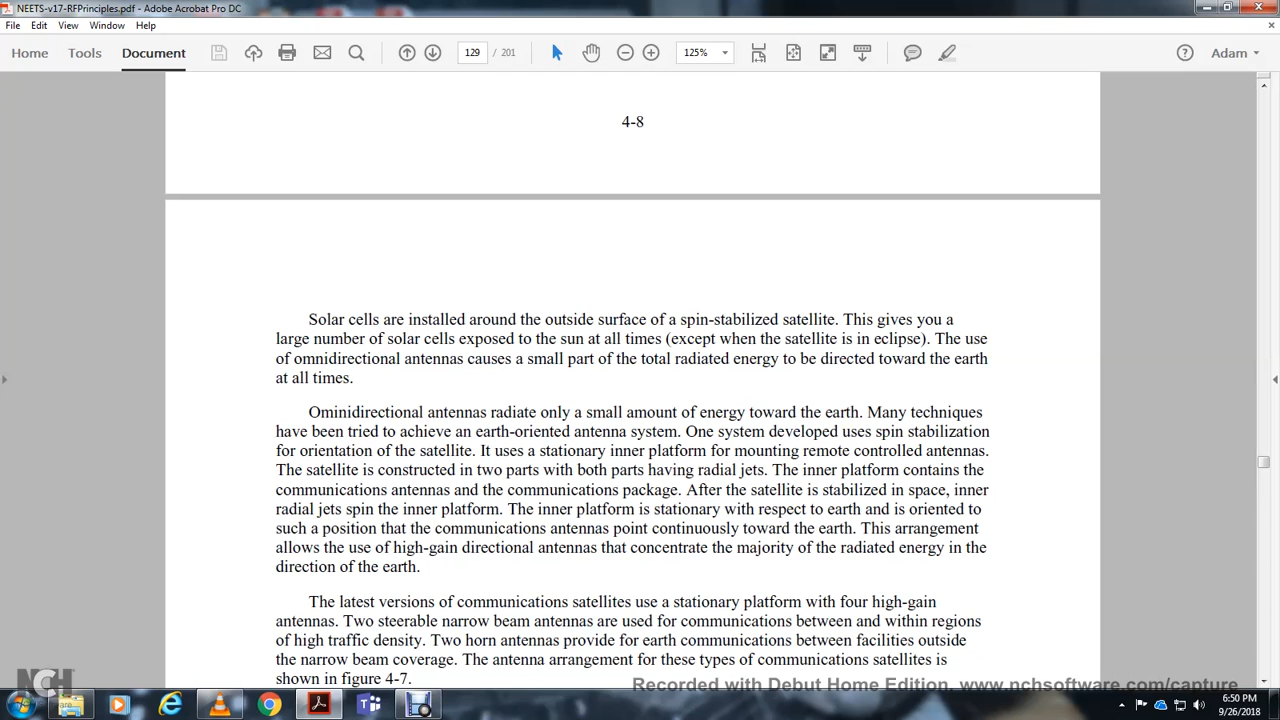 NEETS-v17-RFPrinciples.pdf - Adobe Acrobat Pro DC
File Edit View Window Help
Home Tools Document 129 / 201 125% Adam
4-8
Solar cells are installed around the outside surface of a spin-stabilized satellite. This gives you a
large number of solar cells exposed to the sun at all times (except when the satellite is in eclipse). The use
of omnidirectional antennas causes a small part of the total radiated energy to be directed toward the earth
at all times.
Ominidirectional antennas radiate only a small amount of energy toward the earth. Many techniques
have been tried to achieve an earth-oriented antenna system. One system developed uses spin stabilization
for orientation of the satellite. It uses a stationary inner platform for mounting remote controlled antennas.
The satellite is constructed in two parts with both parts having radial jets. The inner platform contains the
communications antennas and the communications package. After the satellite is stabilized in space, inner
radial jets spin the inner platform. The inner platform is stationary with respect to earth and is oriented to
such a position that the communications antennas point continuously toward the earth. This arrangement
allows the use of high-gain directional antennas that concentrate the majority of the radiated energy in the
direction of the earth.
The latest versions of communications satellites use a stationary platform with four high-gain
antennas. Two steerable narrow beam antennas are used for communications between and within regions
of high traffic density. Two horn antennas provide for earth communications between facilities outside
the narrow beam coverage. The antenna arrangement for these types of communications satellites is
shown in figure 4-7.
NCH
Recorded with Debut Home Edition. www.nchsoftware.com/capture
6:50 PM
9/26/2018